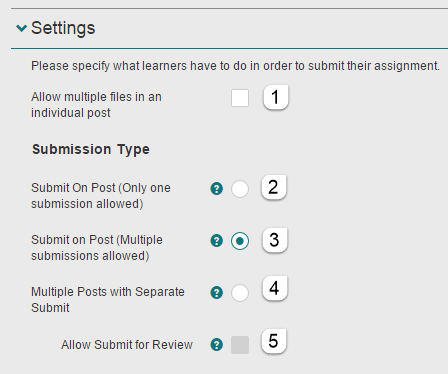 Settings
Please specify what learners have to do in order to submit their assignment.
Allow multiple files in an 1
individual post
Submission Type
Submit On Post (Only one ? 2
submission allowed)
Submit on Post (Multiple ? 3
submissions allowed)
Multiple Posts with Separate ? 4
Submit
Allow Submit for Review ? 5